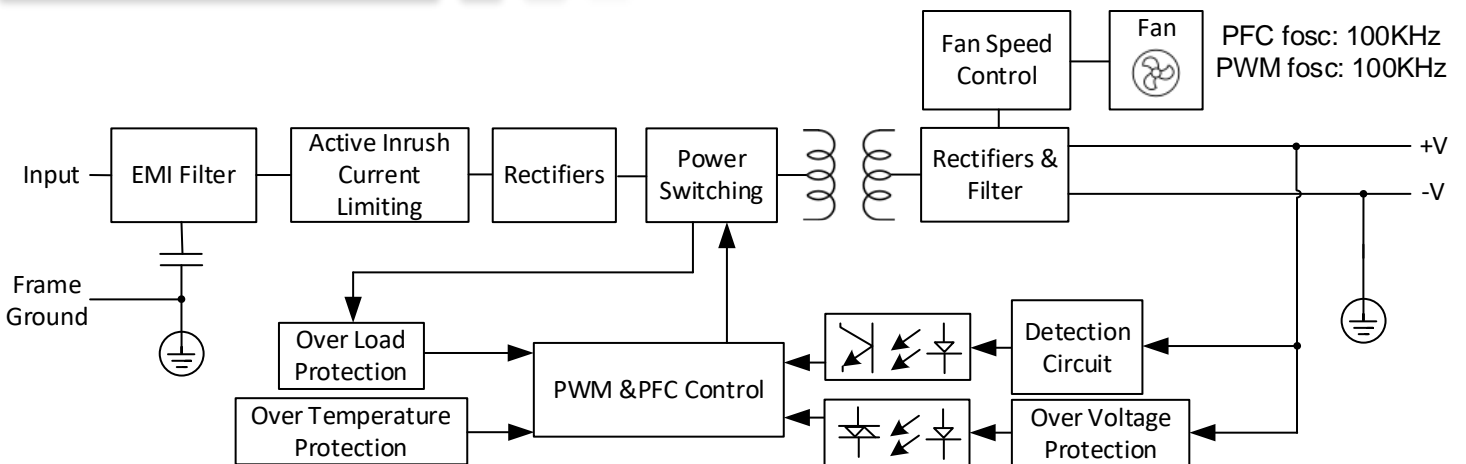 Fan Speed
Control
Fan
PFC fosc: 100KHz
PWM fosc: 100KHz
Input
EMI Filter
Active Inrush
Current
Limiting
Rectifiers
Power
Switching
Rectifiers &
Filter
+V
-V
Frame
Ground
Over Load
Protection
PWM &PFC Control
Detection
Circuit
Over Temperature
Protection
Over Voltage
Protection